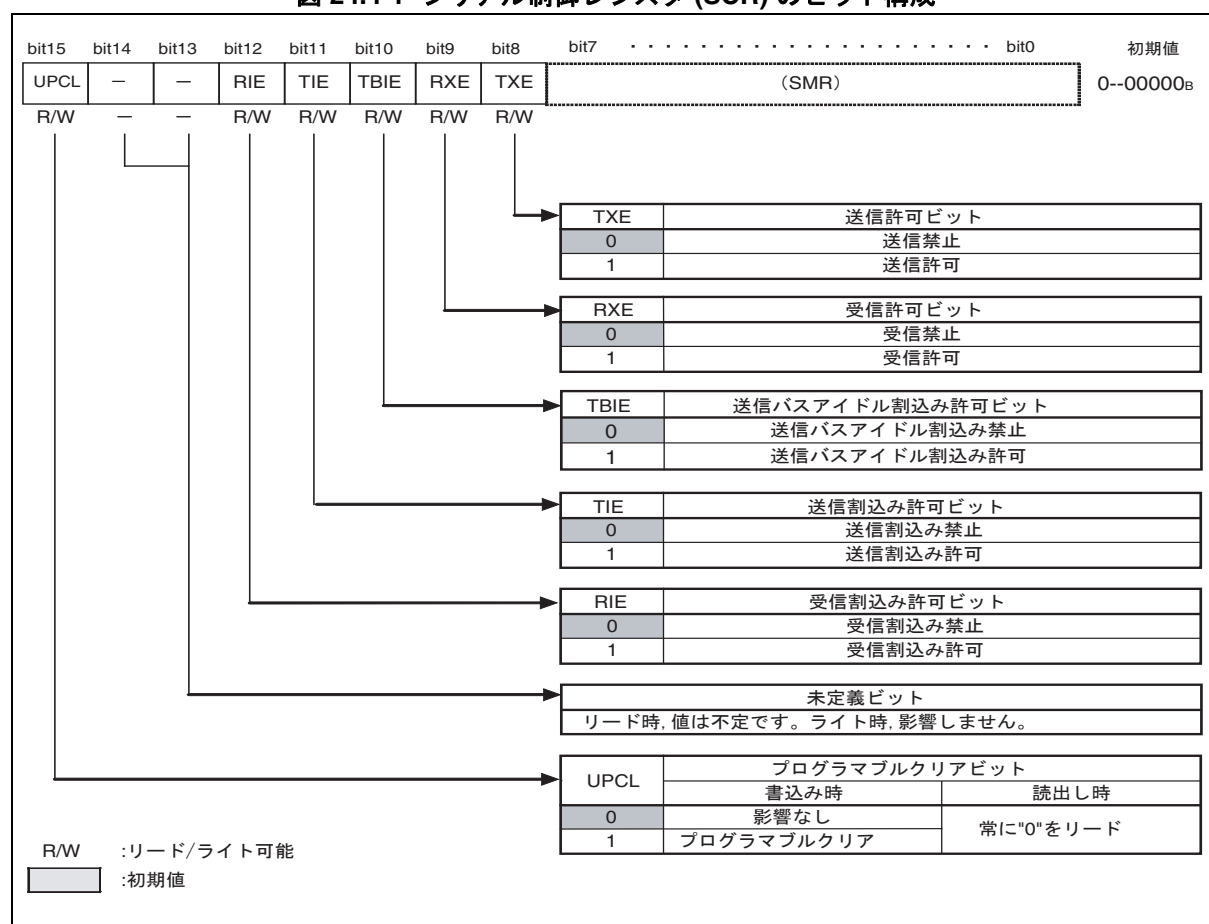 bit15 bit14 bit13 bit12 bit11 bit10 bit9 bit8 bit7 ・・・・・・・・・・・・・・・・・・・・・ bit0 初期値
UPCL － － RIE TIE TBIE RXE TXE (SMR) 0--00000B
R/W － － R/W R/W R/W R/W R/W
TXE 送信許可ビット
0 送信禁止
1 送信許可
RXE 受信許可ビット
0 受信禁止
1 受信許可
TBIE 送信バスアイドル割込み許可ビット
0 送信バスアイドル割込み禁止
1 送信バスアイドル割込み許可
TIE 送信割込み許可ビット
0 送信割込み禁止
1 送信割込み許可
RIE 受信割込み許可ビット
0 受信割込み禁止
1 受信割込み許可
未定義ビット
リード時, 値は不定です。ライト時, 影響しません。
UPCL プログラマブルクリアビット
書込み時 読出し時
0 影響なし 常に"0"をリード
1 プログラマブルクリア
R/W :リード/ライト可能
:初期値